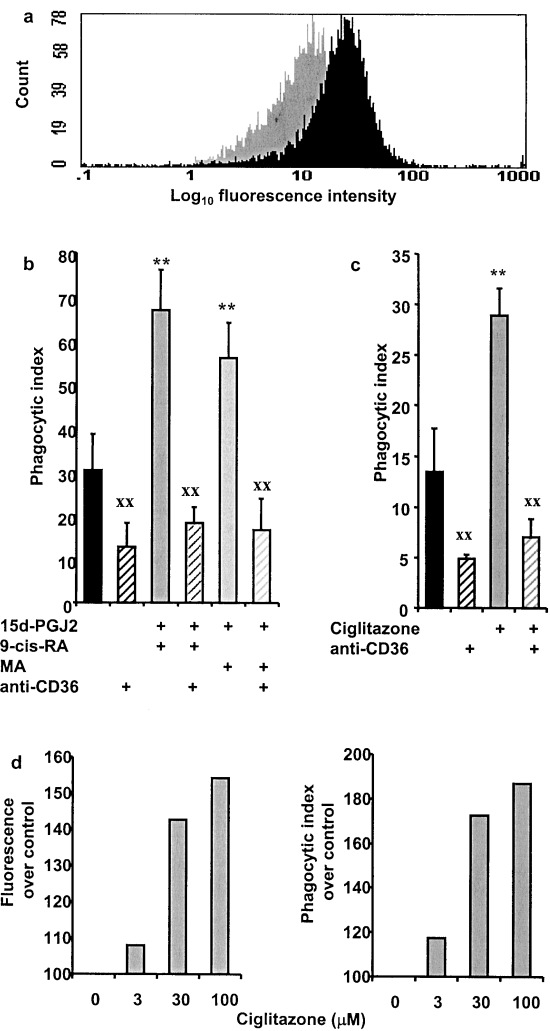 a
78
58
39
19
0
Count
.1 1 10 100 1000
Log10 fluorescence intensity
b
80
70
60
50
40
30
20
10
0
Phagocytic index
**
**
xx
xx
xx
15d-PGJ2 + + + +
9-cis-RA + +
MA + +
anti-CD36 + + +
c
35
30
25
20
15
10
5
0
Phagocytic index
**
xx
xx
Ciglitazone + +
anti-CD36 + +
d
160
150
140
130
120
110
100
Fluorescence
over control
0 3 30 100
200
180
160
140
120
100
Phagocytic index
over control
0 3 30 100
Ciglitazone (µM)